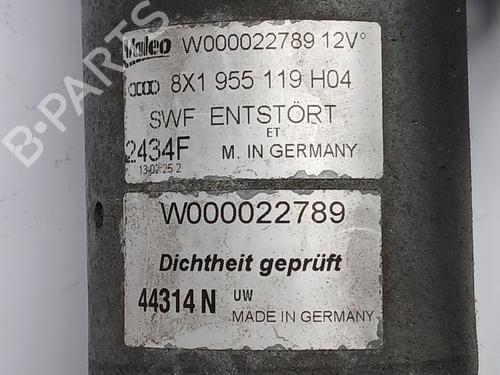 Valeo W000022789 12V°
8X1 955 119 H04
SWF ENTSTÖRT
ET
2434F M. IN GERMANY
13 02 25 2
W000022789
Dichtheit geprüft
44314 N UW
MADE IN GERMANY
B-PARTS